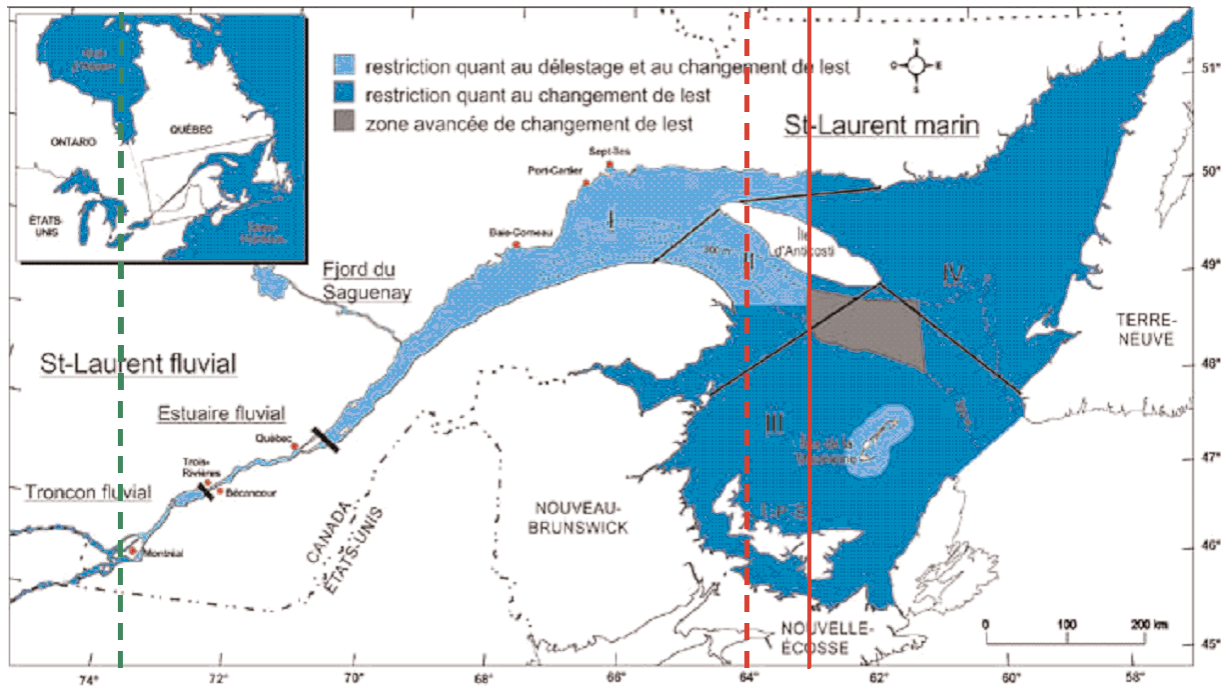 ONTARIO
QUÉBEC
ÉTATS-
UNIS
restriction quant au délestage et au changement de lest
restriction quant au changement de lest
zone avancée de changement de lest
N
O
E
S
St-Laurent marin
51°
50°
49°
48°
47°
46°
45°
Sept-Îles
Port-Cartier
Baie-Comeau
I
II
300 m
Île
d'Anticosti
IV
TERRE-
NEUVE
Fjord du
Saguenay
St-Laurent fluvial
Estuaire fluvial
Québec
Trois-
Rivières
Bécancour
Troncon fluvial
Montréal
CANADA
ÉTATS-UNIS
NOUVEAU-
BRUNSWICK
III
NOUVELLE-
ÉCOSSE
0
100
200 km
74°
72°
70°
68°
66°
64°
62°
60°
58°